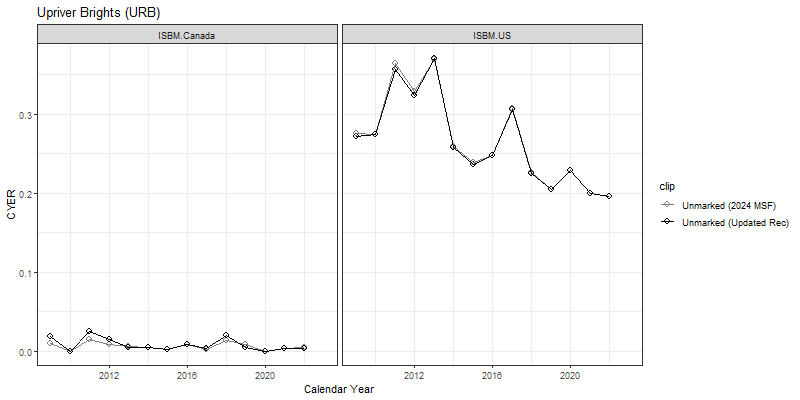 Upriver Brights (URB)
ISBM.Canada
ISBM.US
CYER
0.3
0.2
0.1
0.0
2012
2016
2020
2012
2016
2020
Calendar Year
clip
Unmarked (2024 MSF)
Unmarked (Updated Rec)